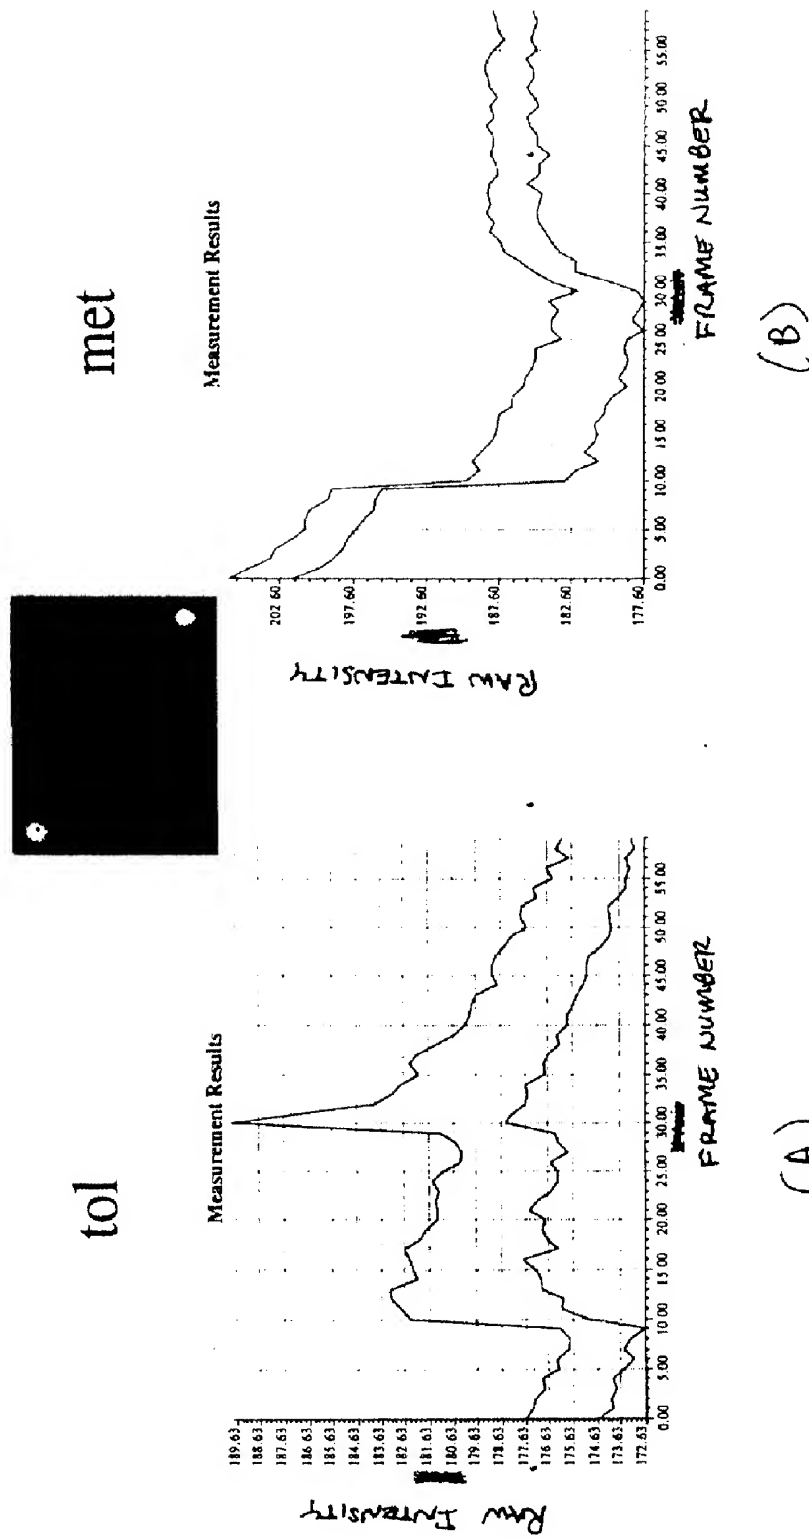 tol
Measurement Results
189.63
188.63
187.63
186.63
185.63
184.63
183.63
182.63
181.63
180.63
179.63
178.63
177.63
176.63
175.63
174.63
173.63
172.63
RAW INTENSITY
0.00 5.00 10.00 15.00 20.00 25.00 30.00 35.00 40.00 45.00 50.00 55.00
FRAME NUMBER
(A)
met
Measurement Results
202.60
197.60
192.60
187.60
182.60
177.60
RAW INTENSITY
0.00 5.00 10.00 15.00 20.00 25.00 30.00 35.00 40.00 45.00 50.00 55.00
FRAME NUMBER
(B)